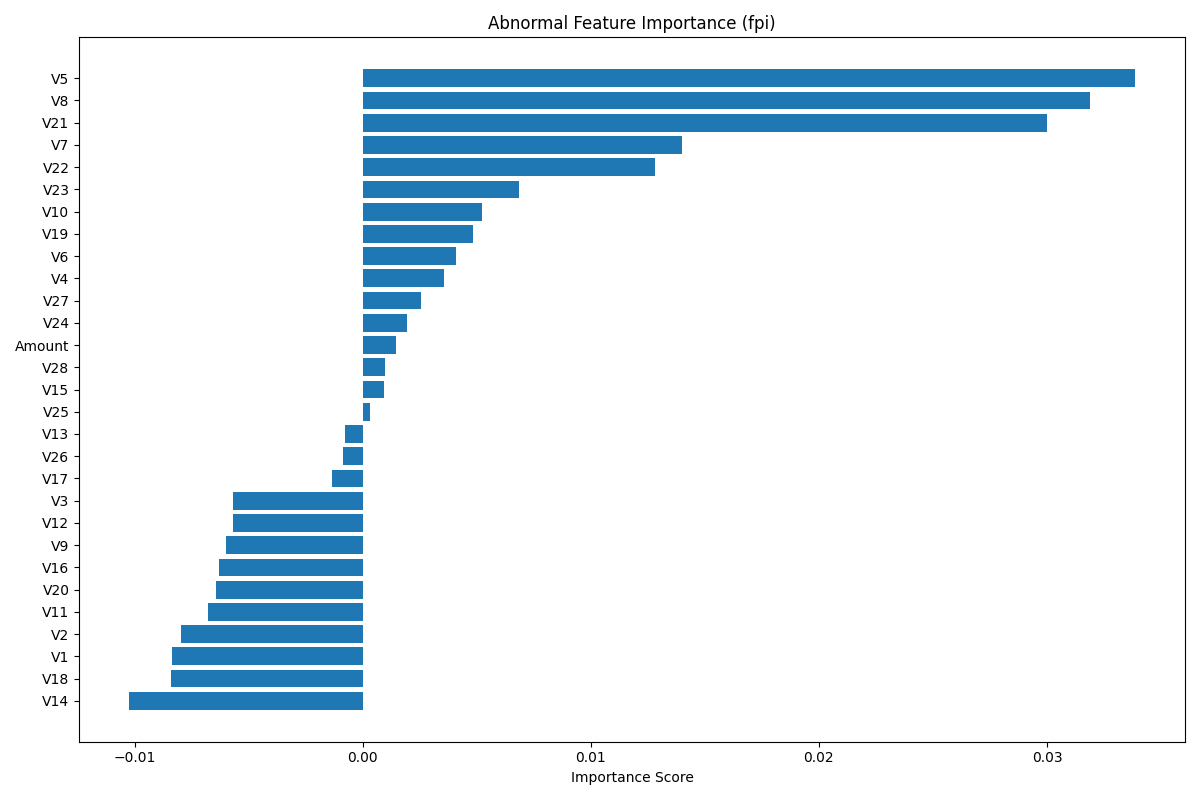 Abnormal Feature Importance (fpi)
V5
V8
V21
V7
V22
V23
V10
V19
V6
V4
V27
V24
Amount
V28
V15
V25
V13
V26
V17
V3
V12
V9
V16
V20
V11
V2
V1
V18
V14
−0.01 0.00 0.01 0.02 0.03
Importance Score